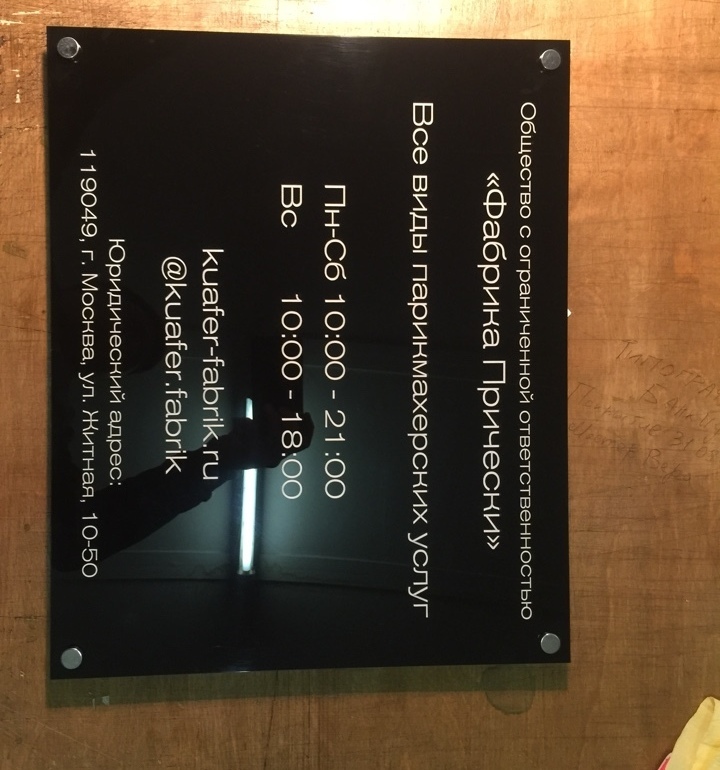 Общество с ограниченной ответственностью
«Фабрика Прически»
Все виды парикмахерских услуг
Пн-Сб 10:00 - 21:00
Вс 10:00 - 18:00
kuafer-fabrik.ru
@kuafer.fabrik
Юридический адрес:
119049, г. Москва, ул. Житная, 10-50